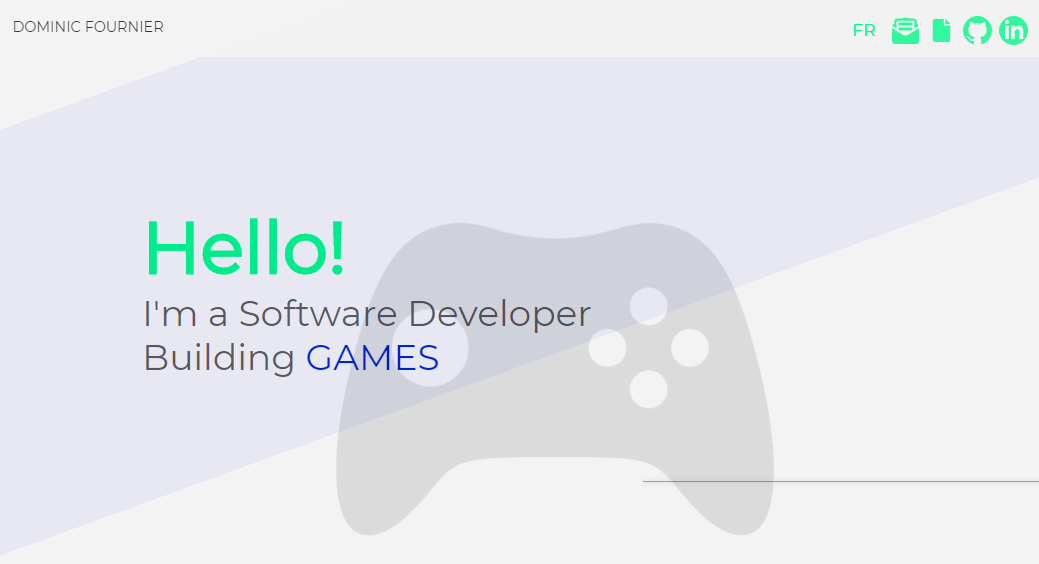 DOMINIC FOURNIER
FR
Hello!
I'm a Software Developer
Building GAMES